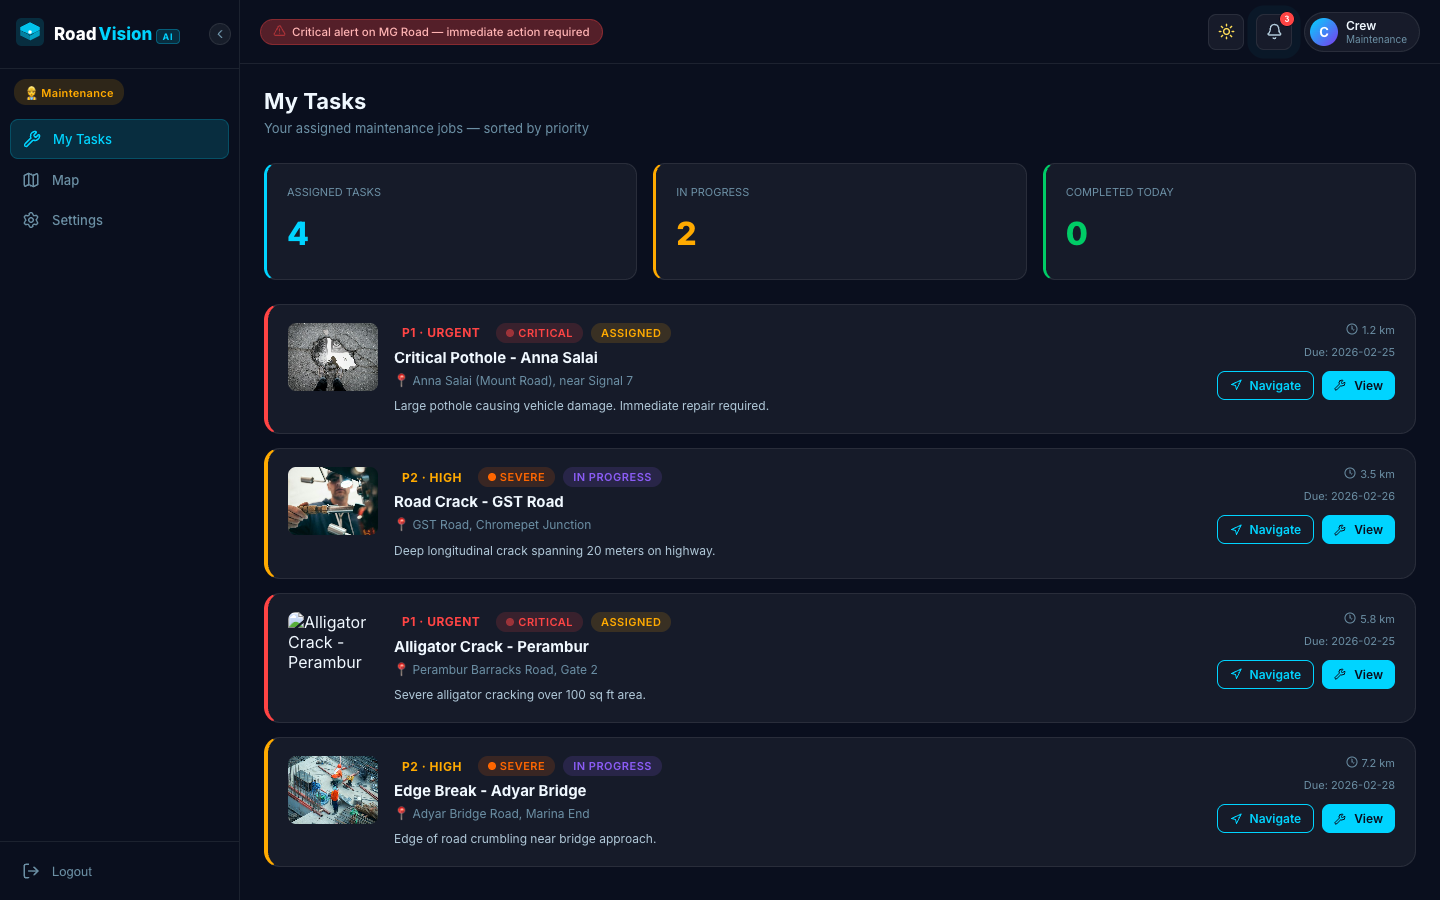 RoadVision AI
Critical alert on MG Road — immediate action required
3
C
Crew
Maintenance
Maintenance
My Tasks
Map
Settings
Logout
My Tasks
Your assigned maintenance jobs — sorted by priority
ASSIGNED TASKS
4
IN PROGRESS
2
COMPLETED TODAY
0
P1 · URGENT CRITICAL ASSIGNED
Critical Pothole - Anna Salai
Anna Salai (Mount Road), near Signal 7
Large pothole causing vehicle damage. Immediate repair required.
1.2 km
Due: 2026-02-25
Navigate View
P2 · HIGH SEVERE IN PROGRESS
Road Crack - GST Road
GST Road, Chromepet Junction
Deep longitudinal crack spanning 20 meters on highway.
3.5 km
Due: 2026-02-26
Navigate View
Alligator
Crack -
Perambur
P1 · URGENT CRITICAL ASSIGNED
Alligator Crack - Perambur
Perambur Barracks Road, Gate 2
Severe alligator cracking over 100 sq ft area.
5.8 km
Due: 2026-02-25
Navigate View
P2 · HIGH SEVERE IN PROGRESS
Edge Break - Adyar Bridge
Adyar Bridge Road, Marina End
Edge of road crumbling near bridge approach.
7.2 km
Due: 2026-02-28
Navigate View